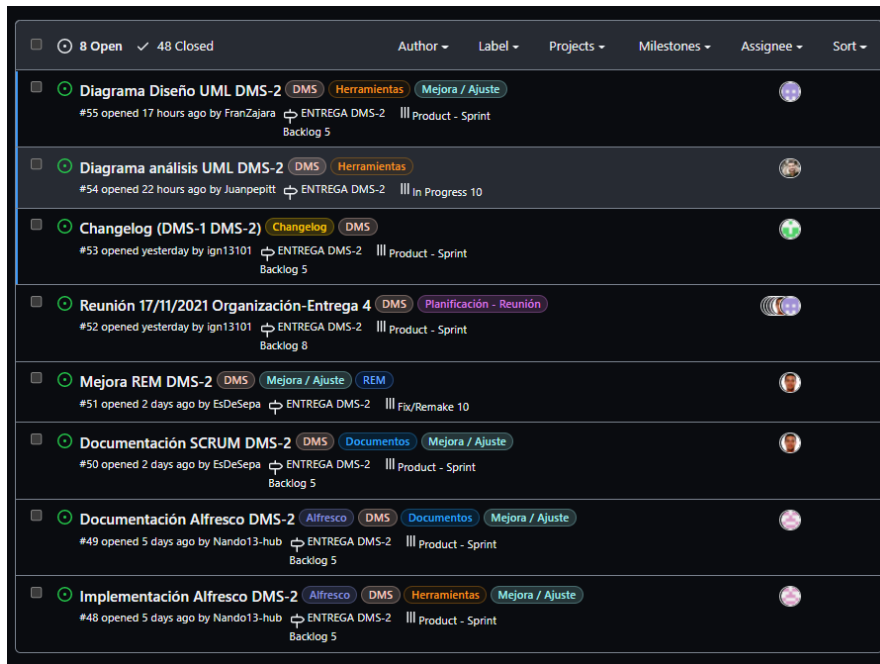 8 Open 48 Closed Author Label Projects Milestones Assignee Sort
Diagrama Diseño UML DMS-2 DMS Herramientas Mejora / Ajuste
#55 opened 17 hours ago by FranZajara ENTREGA DMS-2 Product - Sprint
Backlog 5
Diagrama análisis UML DMS-2 DMS Herramientas
#54 opened 22 hours ago by Juanpepitt ENTREGA DMS-2 In Progress 10
Changelog (DMS-1 DMS-2) Changelog DMS
#53 opened yesterday by ign13101 ENTREGA DMS-2 Product - Sprint
Backlog 5
Reunión 17/11/2021 Organización-Entrega 4 DMS Planificación - Reunión
#52 opened yesterday by ign13101 ENTREGA DMS-2 Product - Sprint
Backlog 8
Mejora REM DMS-2 DMS Mejora / Ajuste REM
#51 opened 2 days ago by EsDeSepa ENTREGA DMS-2 Fix/Remake 10
Documentación SCRUM DMS-2 DMS Documentos Mejora / Ajuste
#50 opened 2 days ago by EsDeSepa ENTREGA DMS-2 Product - Sprint
Backlog 5
Documentación Alfresco DMS-2 Alfresco DMS Documentos Mejora / Ajuste
#49 opened 5 days ago by Nando13-hub ENTREGA DMS-2 Product - Sprint
Backlog 5
Implementación Alfresco DMS-2 Alfresco DMS Herramientas Mejora / Ajuste
#48 opened 5 days ago by Nando13-hub ENTREGA DMS-2 Product - Sprint
Backlog 5